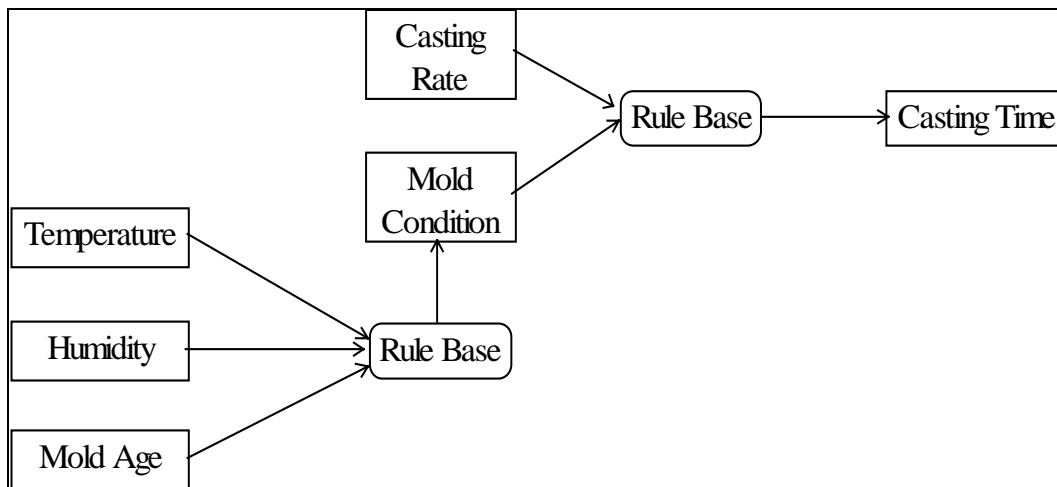 Casting
Rate
Rule Base
Casting Time
Mold
Condition
Temperature
Humidity
Rule Base
Mold Age